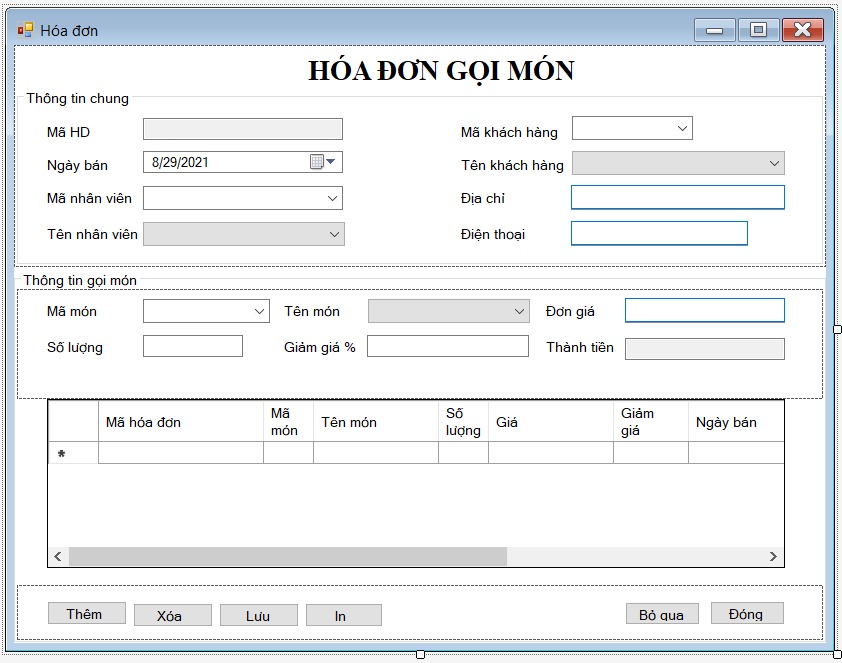 Hóa đơn
HÓA ĐƠN GỌI MÓN
Thông tin chung
Mã HD
Mã khách hàng
Ngày bán 8/29/2021
Tên khách hàng
Mã nhân viên
Địa chỉ
Tên nhân viên
Điện thoại
Thông tin gọi món
Mã món
Tên món
Đơn giá
Số lượng
Giảm giá %
Thành tiền
Mã hóa đơn
Mã
món
Tên món
Số
lượng
Giá
Giảm
giá
Ngày bán
*
Thêm
Xóa
Lưu
In
Bỏ qua
Đóng